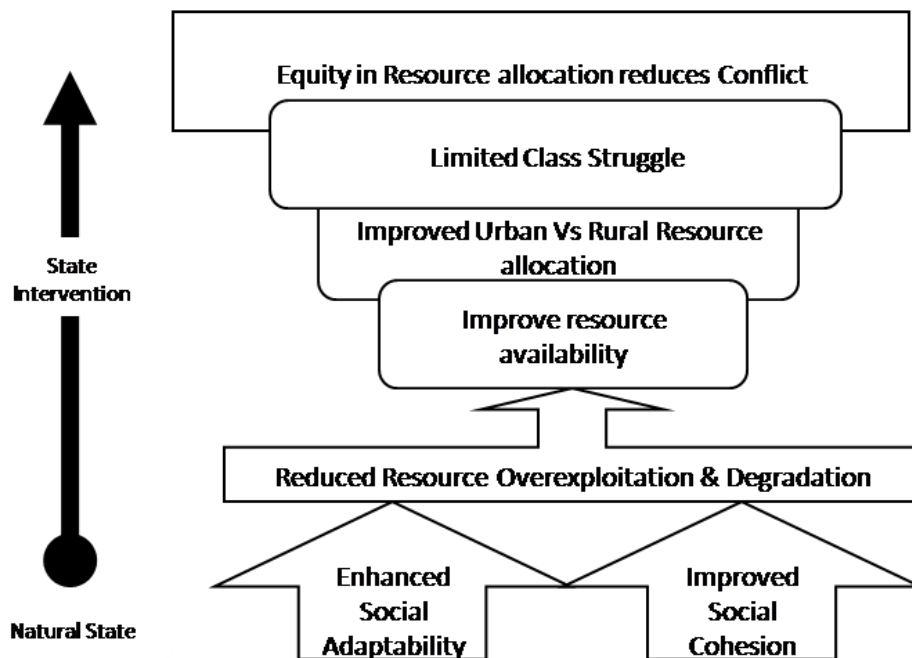 Equity in Resource allocation reduces Conflict
Limited Class Struggle
Improved Urban Vs Rural Resource
allocation
State
Intervention
Improve resource
availability
Reduced Resource Overexploitation & Degradation
Enhanced
Social
Adaptability
Improved
Social
Cohesion
Natural State